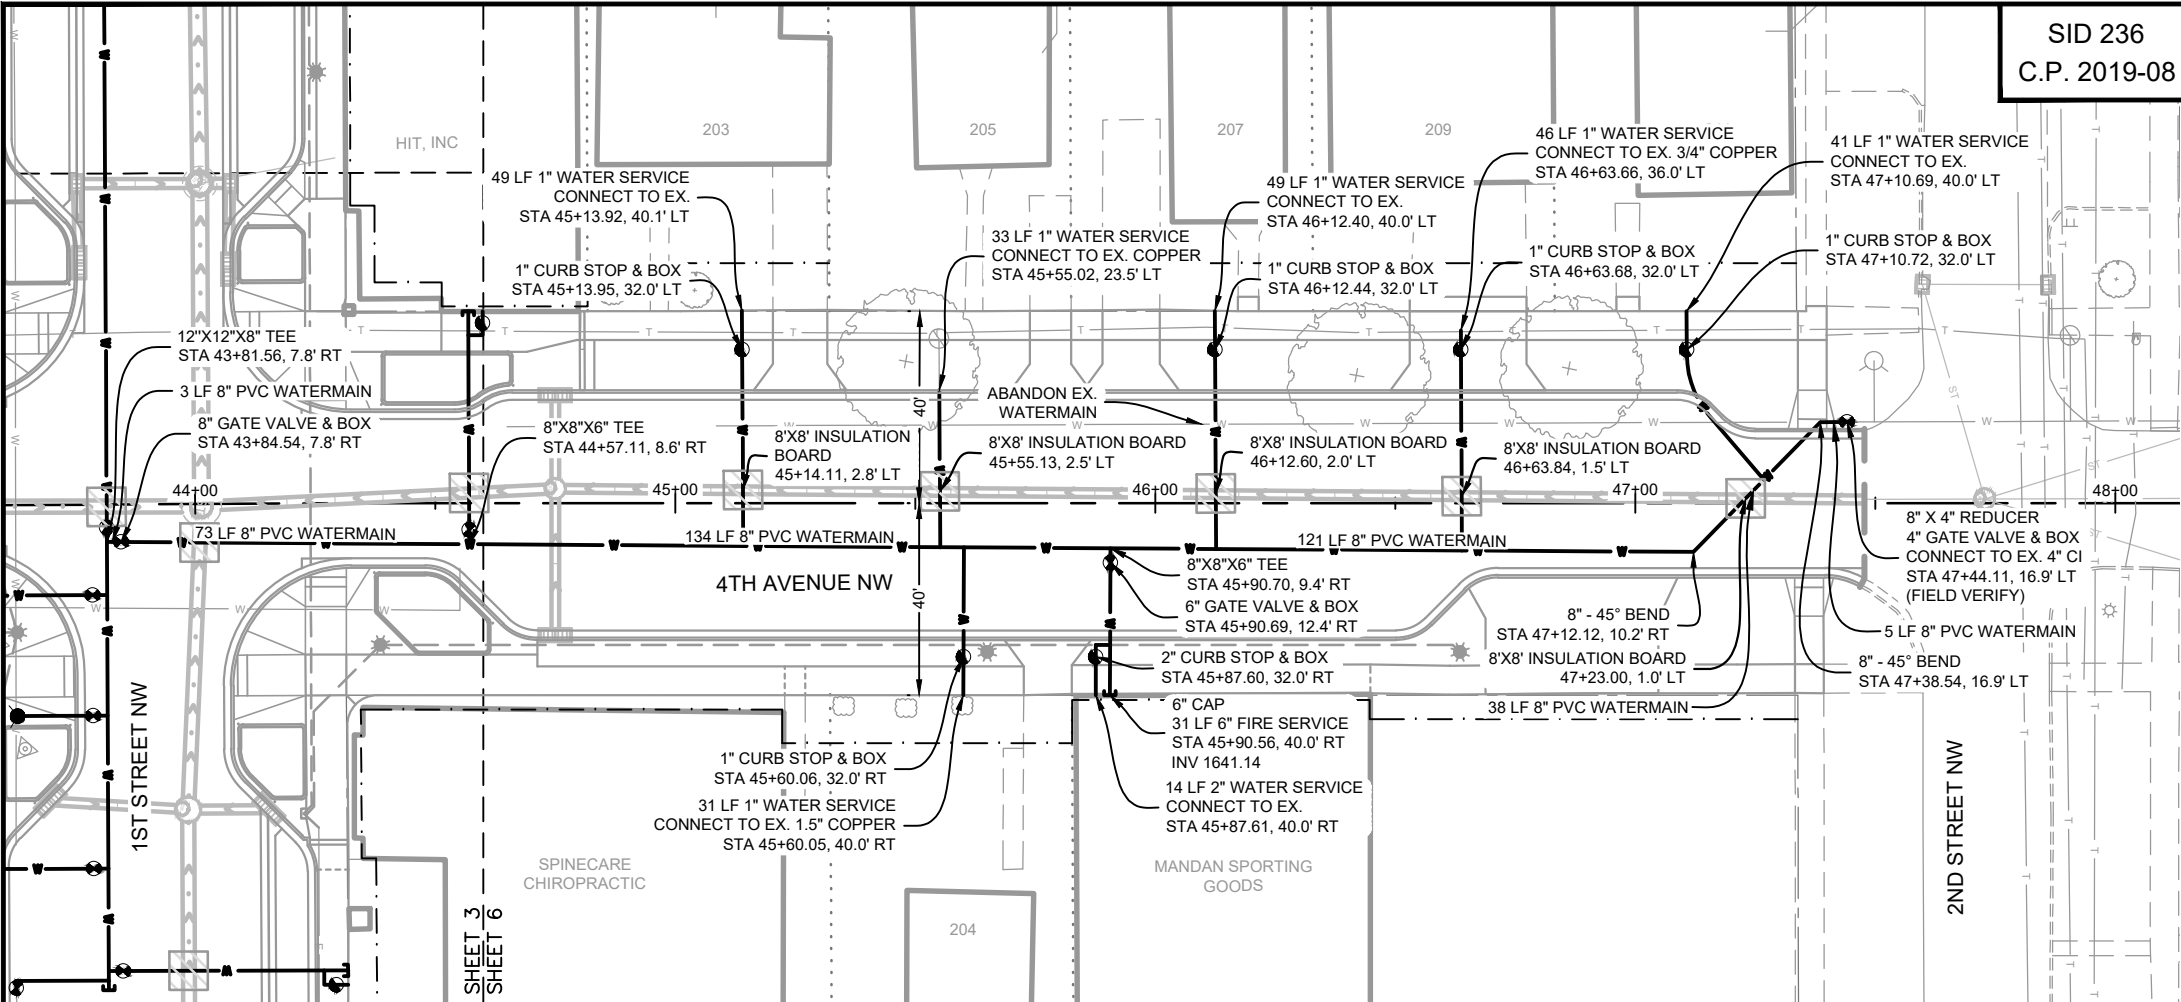 SID 236
C.P. 2019-08
HIT, INC
203
205
207
209
49 LF 1" WATER SERVICE
CONNECT TO EX.
STA 45+13.92, 40.1' LT
1" CURB STOP & BOX
STA 45+13.95, 32.0' LT
33 LF 1" WATER SERVICE
CONNECT TO EX. COPPER
STA 45+55.02, 23.5' LT
49 LF 1" WATER SERVICE
CONNECT TO EX.
STA 46+12.40, 40.0' LT
1" CURB STOP & BOX
STA 46+12.44, 32.0' LT
46 LF 1" WATER SERVICE
CONNECT TO EX. 3/4" COPPER
STA 46+63.66, 36.0' LT
1" CURB STOP & BOX
STA 46+63.68, 32.0' LT
41 LF 1" WATER SERVICE
CONNECT TO EX.
STA 47+10.69, 40.0' LT
1" CURB STOP & BOX
STA 47+10.72, 32.0' LT
12"X12"X8" TEE
STA 43+81.56, 7.8' RT
3 LF 8" PVC WATERMAIN
8" GATE VALVE & BOX
STA 43+84.54, 7.8' RT
8"X8"X6" TEE
STA 44+57.11, 8.6' RT
8'X8' INSULATION
BOARD
45+14.11, 2.8' LT
40'
ABANDON EX.
WATERMAIN
8'X8' INSULATION BOARD
45+55.13, 2.5' LT
8'X8' INSULATION BOARD
46+12.60, 2.0' LT
8'X8' INSULATION BOARD
46+63.84, 1.5' LT
44+00
45+00
46+00
47+00
48+00
73 LF 8" PVC WATERMAIN
134 LF 8" PVC WATERMAIN
121 LF 8" PVC WATERMAIN
4TH AVENUE NW
40'
8"X8"X6" TEE
STA 45+90.70, 9.4' RT
6" GATE VALVE & BOX
STA 45+90.69, 12.4' RT
2" CURB STOP & BOX
STA 45+87.60, 32.0' RT
6" CAP
31 LF 6" FIRE SERVICE
STA 45+90.56, 40.0' RT
INV 1641.14
14 LF 2" WATER SERVICE
CONNECT TO EX.
STA 45+87.61, 40.0' RT
8" - 45° BEND
STA 47+12.12, 10.2' RT
8'X8' INSULATION BOARD
47+23.00, 1.0' LT
38 LF 8" PVC WATERMAIN
8" X 4" REDUCER
4" GATE VALVE & BOX
CONNECT TO EX. 4" CI
STA 47+44.11, 16.9' LT
(FIELD VERIFY)
5 LF 8" PVC WATERMAIN
8" - 45° BEND
STA 47+38.54, 16.9' LT
1" CURB STOP & BOX
STA 45+60.06, 32.0' RT
31 LF 1" WATER SERVICE
CONNECT TO EX. 1.5" COPPER
STA 45+60.05, 40.0' RT
SPINECARE
CHIROPRACTIC
204
MANDAN SPORTING
GOODS
1ST STREET NW
SHEET 3
SHEET 6
2ND STREET NW